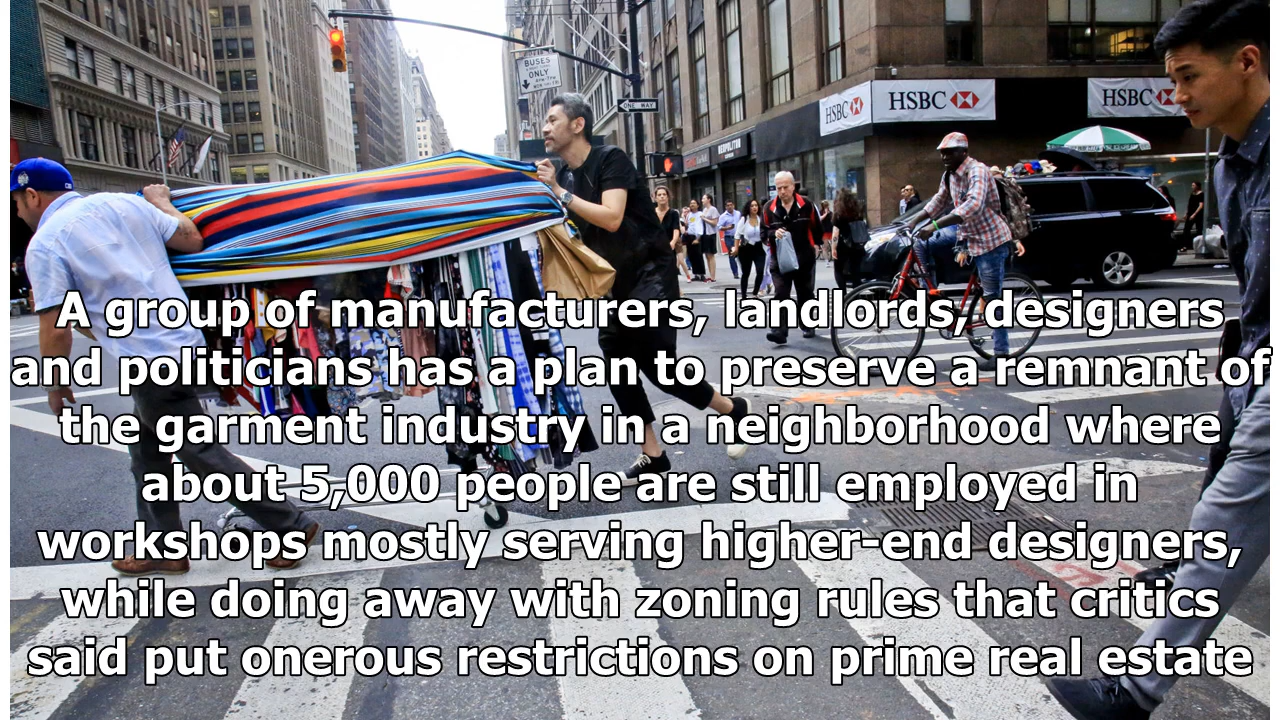 BUSES
ONLY
ONE WAY
HSBC
HSBC
HSBC
A group of manufacturers, landlords, designers
and politicians has a plan to preserve a remnant of
the garment industry in a neighborhood where
about 5,000 people are still employed in
workshops mostly serving higher-end designers,
while doing away with zoning rules that critics
said put onerous restrictions on prime real estate